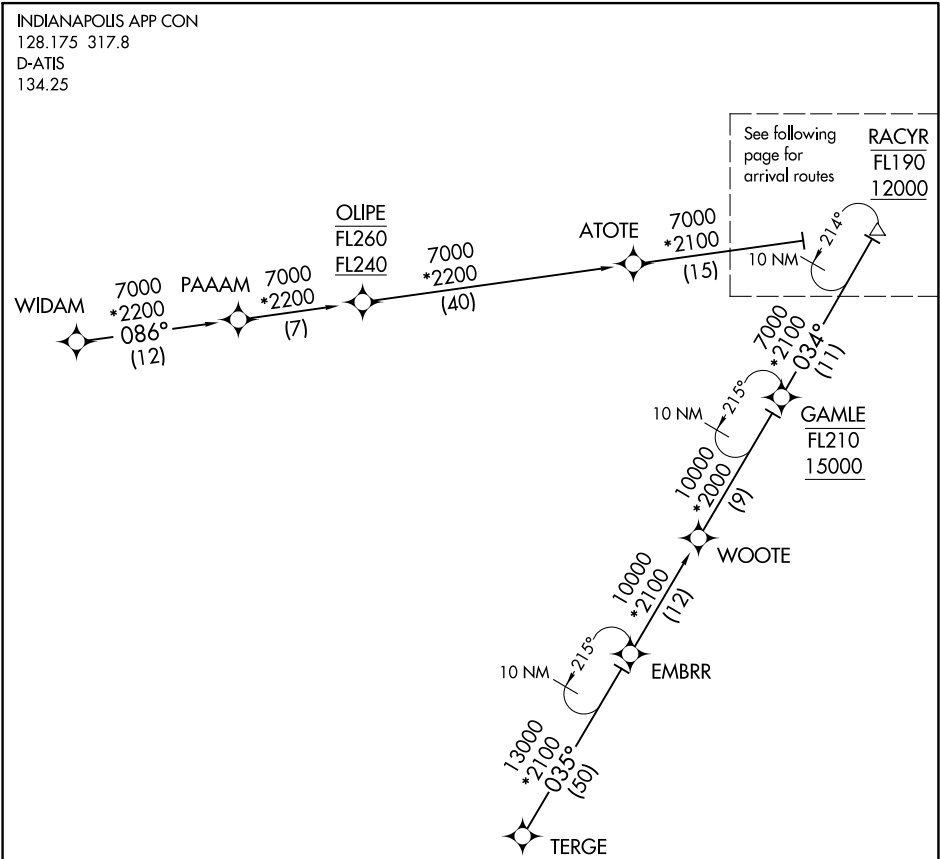 INDIANAPOLIS APP CON
128.175 317.8
D-ATIS
134.25
See following
page for
arrival routes
RACYR
FL190
12000
214°
10 NM
OLIPE
FL260
FL240
ATOTE
7000
*2100
(15)
7000
*2200
(40)
PAAAM
7000
*2200
(7)
WIDAM
7000
*2200
086°
(12)
7000
*2100
034°
(11)
215°
10 NM
GAMLE
FL210
15000
10000
*2000
(9)
WOOTE
10000
*2100
(12)
215°
10 NM
EMBRR
13000
*2100
035°
(50)
TERGE